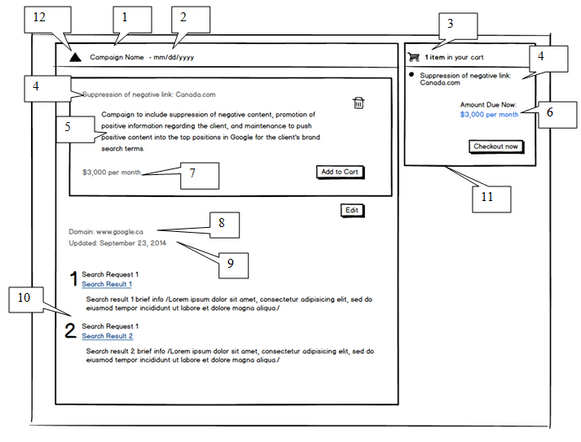 12
1
2
3
Campaign Name - mm/dd/yyyy
1 item in your cart
4
Suppression of negative link: Canada.com
Suppression of negative link:
Canada.com
4
5
Campaign to include suppression of negative content, promotion of
positive information regarding the client, and maintenance to push
positive content into the top positions in Google for the client's brand
search terms.
Amount Due Now:
$3,000 per month
6
Checkout now
$3,000 per month
7
Add to Cart
11
Edit
8
Domain: www.google.ca
Updated: September 23, 2014
9
10
1 Search Request 1
Search Result 1
Search result 1 brief info /Lorem ipsum dolor sit amet, consectetur adipisicing elit, sed do
eiusmod tempor incididunt ut labore et dolore magna aliqua./
2 Search Request 1
Search Result 2
Search result 2 brief info /Lorem ipsum dolor sit amet, consectetur adipisicing elit, sed do
eiusmod tempor incididunt ut labore et dolore magna aliqua./